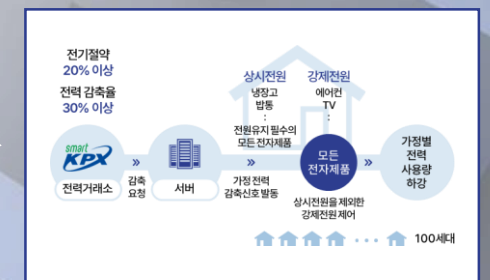 전기절약
20% 이상
전력 감축율
30% 이상
상시전원
냉장고
밥통
:
전원유지 필수의
모든 전자제품
강제전원
에어컨
TV
:
smart
KPX
전력거래소
»
감축
요청
서버
»
가정 전력
감축신호 발동
모든
전자제품
상시전원을 제외한
강제전원 제어
»
가정별
전력
사용량
하강
··· 100세대